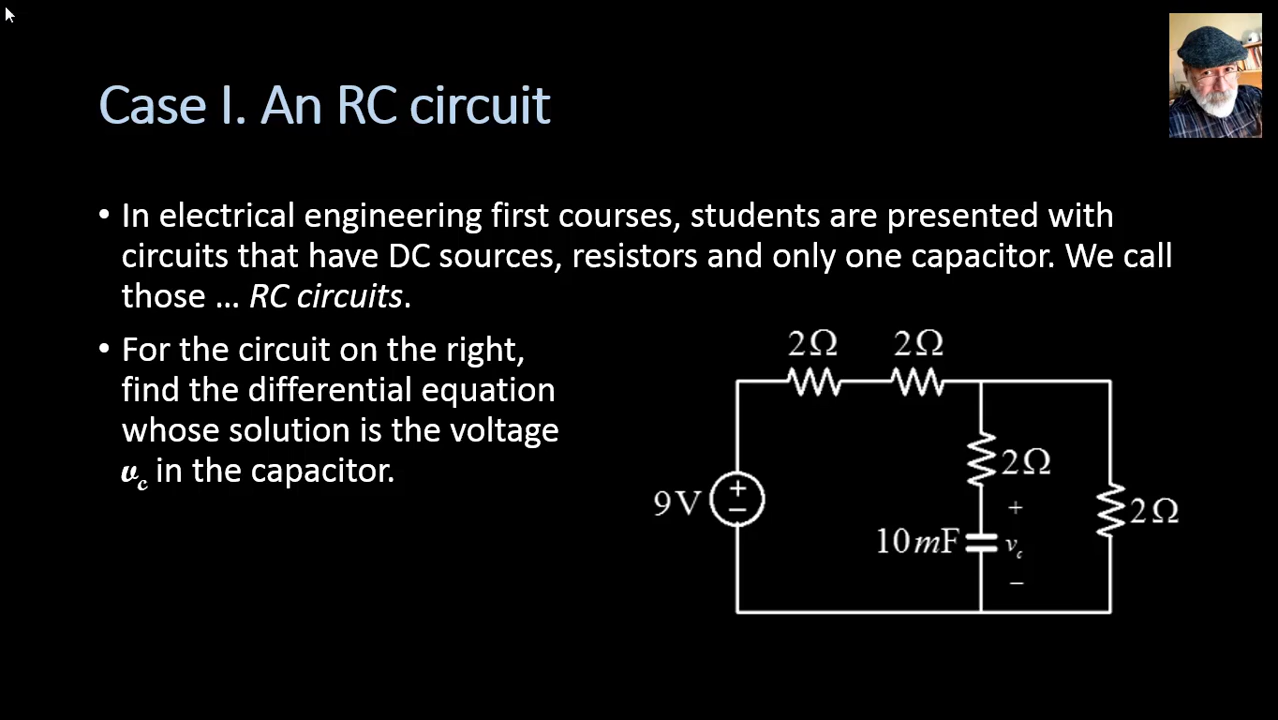 Case I. An RC circuit
• In electrical engineering first courses, students are presented with
circuits that have DC sources, resistors and only one capacitor. We call
those … RC circuits.
• For the circuit on the right,
find the differential equation
whose solution is the voltage
v_c in the capacitor.
2Ω 2Ω
2Ω
9V
+
−
10mF
+
v_c
−
2Ω